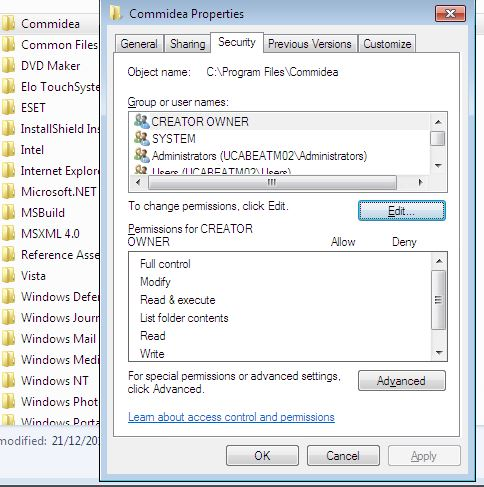 Commidea
Common Files
DVD Maker
Elo TouchSyste
ESET
InstallShield Ins
Intel
Internet Explore
Microsoft.NET
MSBuild
MSXML 4.0
Reference Asse
Vista
Windows Defen
Windows Journ
Windows Mail
Windows Medi
Windows NT
Windows Photo
Windows Porta
modified: 21/12/20
Commidea Properties
General Sharing Security Previous Versions Customize
Object name: C:\Program Files\Commidea
Group or user names:
CREATOR OWNER
SYSTEM
Administrators (UCABEATM02\Administrators)
Users (UCABEATM02\Users)
To change permissions, click Edit.
Edit...
Permissions for CREATOR
OWNER Allow Deny
Full control
Modify
Read & execute
List folder contents
Read
Write
For special permissions or advanced settings,
click Advanced.
Advanced
Learn about access control and permissions
OK Cancel Apply